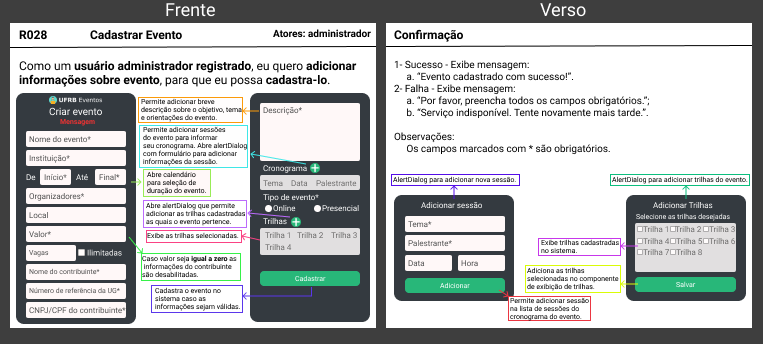 Frente
R028 Cadastrar Evento Atores: administrador
Como um usuário administrador registrado, eu quero adicionar
informações sobre evento, para que eu possa cadastra-lo.
UFRB Eventos
Criar evento
Mensagem
Nome do evento*
Instituição*
De Início* Até Final*
Organizadores*
Local
Valor*
Vagas Ilimitadas
Nome do contribuinte*
Número de referência da UG*
CNPJ/CPF do contribuinte*
Permite adicionar breve
descrição sobre o objetivo, tema
e orientações do evento.
Permite adicionar sessões
do evento para informar
seu cronograma. Abre alertDialog
com formulário para adicionar
informações da sessão.
Abre calendário
para seleção de
duração do evento.
Abre alertDialog que permite
adicionar as trilhas cadastradas
as quais o evento pertence.
Exibe as trilhas selecionadas.
Caso valor seja igual a zero as
informações do contribuinte
são desabilitadas.
Cadastra o evento no
sistema caso as
informações sejam válidas.
Descrição*
Cronograma
Tema Data Palestrante
Tipo de evento*
Online Presencial
Trilhas
Trilha 1 Trilha 2 Trilha 3
Trilha 4
Cadastrar
Verso
Confirmação
1- Sucesso - Exibe mensagem:
a. “Evento cadastrado com sucesso!”.
2- Falha - Exibe mensagem:
a. “Por favor, preencha todos os campos obrigatórios.”;
b. “Serviço indisponível. Tente novamente mais tarde.”.
Observações:
Os campos marcados com * são obrigatórios.
AlertDialog para adicionar nova sessão.
Adicionar sessão
Tema*
Palestrante*
Data Hora
Adicionar
Permite adicionar sessão
na lista de sessões do
cronograma do evento.
AlertDialog para adicionar trilhas do evento.
Adicionar Trilhas
Selecione as trilhas desejadas
Trilha 1 Trilha 2 Trilha 3
Trilha 4 Trilha 5 Trilha 6
Trilha 7 Trilha 8
Salvar
Exibe trilhas cadastradas
no sistema.
Adiciona as trilhas
selecionadas no componente
de exibição de trilhas.